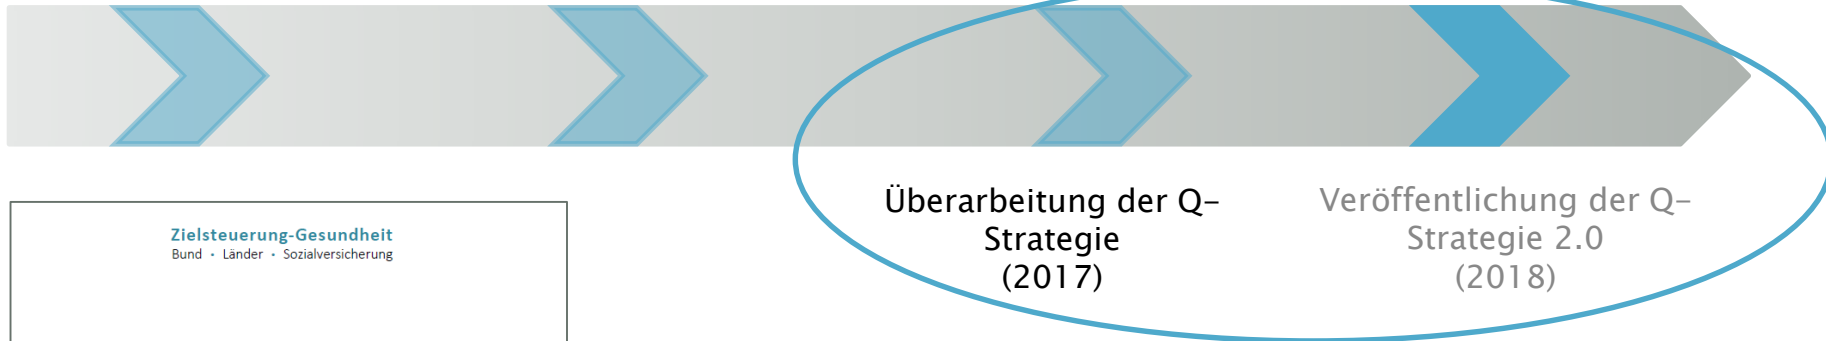 Überarbeitung der Q-
Strategie
(2017)
Veröffentlichung der Q-
Strategie 2.0
(2018)
Zielsteuerung-Gesundheit
Bund • Länder • Sozialversicherung